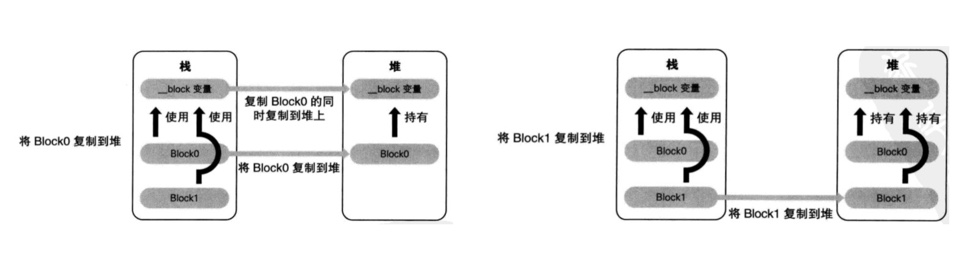 将 Block0 复制到堆
栈
__block 变量
使用
使用
Block0
Block1
复制 Block0 的同
时复制到堆上
将 Block0 复制到堆
堆
__block 变量
持有
Block0
将 Block1 复制到堆
栈
__block 变量
使用
使用
Block0
Block1
将 Block1 复制到堆
堆
__block 变量
持有
持有
Block0
Block1